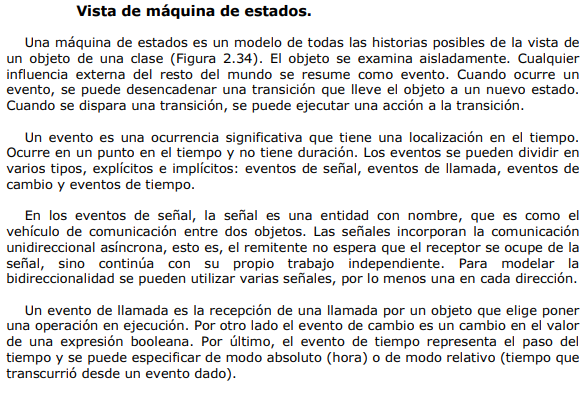 Vista de máquina de estados.
Una máquina de estados es un modelo de todas las historias posibles de la vista de
un objeto de una clase (Figura 2.34). El objeto se examina aisladamente. Cualquier
influencia externa del resto del mundo se resume como evento. Cuando ocurre un
evento, se puede desencadenar una transición que lleve el objeto a un nuevo estado.
Cuando se dispara una transición, se puede ejecutar una acción a la transición.
Un evento es una ocurrencia significativa que tiene una localización en el tiempo.
Ocurre en un punto en el tiempo y no tiene duración. Los eventos se pueden dividir en
varios tipos, explícitos e implícitos: eventos de señal, eventos de llamada, eventos de
cambio y eventos de tiempo.
En los eventos de señal, la señal es una entidad con nombre, que es como el
vehículo de comunicación entre dos objetos. Las señales incorporan la comunicación
unidireccional asíncrona, esto es, el remitente no espera que el receptor se ocupe de la
señal, sino continúa con su propio trabajo independiente. Para modelar la
bidireccionalidad se pueden utilizar varias señales, por lo menos una en cada dirección.
Un evento de llamada es la recepción de una llamada por un objeto que elige poner
una operación en ejecución. Por otro lado el evento de cambio es un cambio en el valor
de una expresión booleana. Por último, el evento de tiempo representa el paso del
tiempo y se puede especificar de modo absoluto (hora) o de modo relativo (tiempo que
transcurrió desde un evento dado).